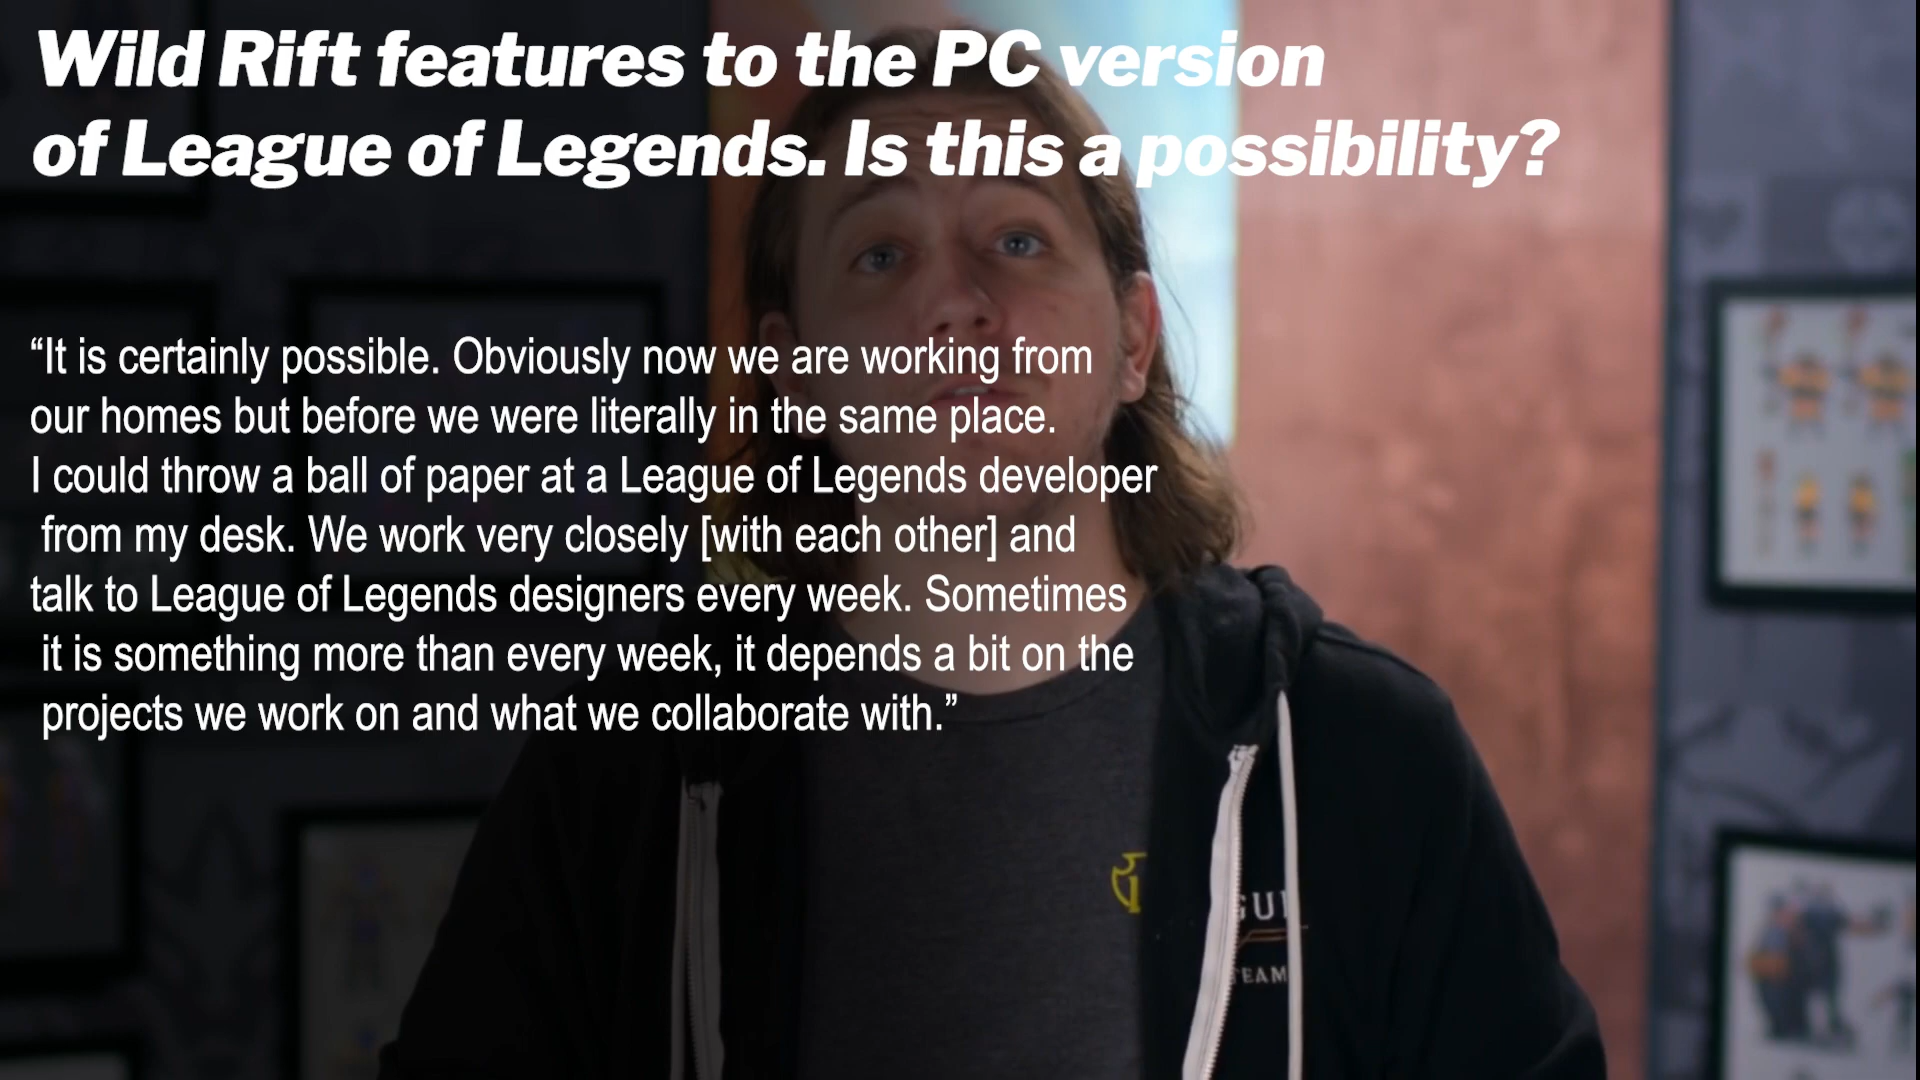 Wild Rift features to the PC version
of League of Legends. Is this a possibility?
“It is certainly possible. Obviously now we are working from
our homes but before we were literally in the same place.
I could throw a ball of paper at a League of Legends developer
from my desk. We work very closely [with each other] and
talk to League of Legends designers every week. Sometimes
it is something more than every week, it depends a bit on the
projects we work on and what we collaborate with.”
TEAM